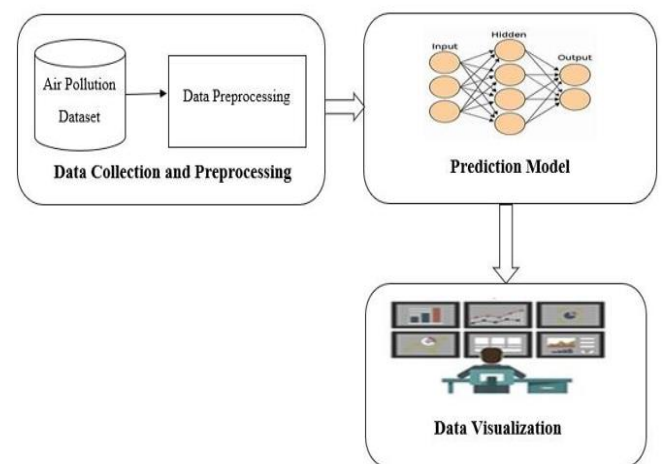 Air Pollution
Dataset
Data Preprocessing
Data Collection and Preprocessing
Input
Hidden
Output
Prediction Model
Data Visualization